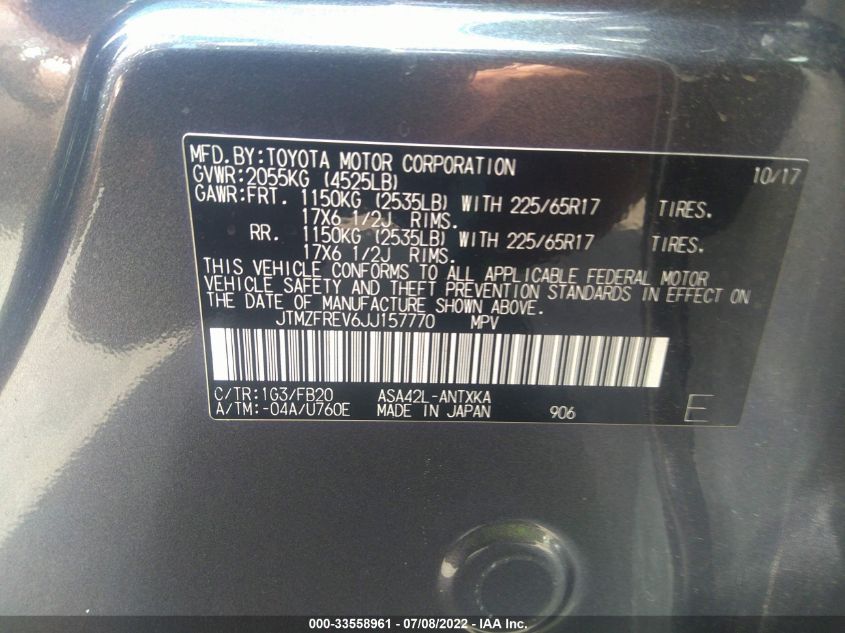 MFD.BY:TOYOTA MOTOR CORPORATION 10/17
GVWR:2055KG (4525LB)
GAWR:FRT. 1150KG (2535LB) WITH 225/65R17 TIRES.
17X6 1/2J RIMS.
RR. 1150KG (2535LB) WITH 225/65R17 TIRES.
17X6 1/2J RIMS.
THIS VEHICLE CONFORMS TO ALL APPLICABLE FEDERAL MOTOR
VEHICLE SAFETY AND THEFT PREVENTION STANDARDS IN EFFECT ON
THE DATE OF MANUFACTURE SHOWN ABOVE.
JTMZFREV6JJ157770 MPV
C/TR:1G3/FB20 ASA42L-ANTXKA
A/TM:-04A/U760E MADE IN JAPAN 906 E
000-33558961 - 07/08/2022 - IAA Inc.